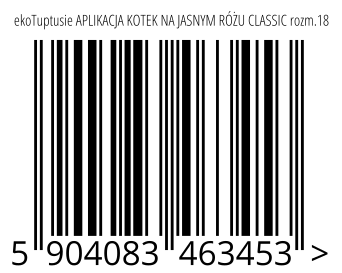 ekoTuptusie APLIKACJA KOTEK NA JASNYM RÓŻU CLASSIC rozm.18
5 904083 463453 >